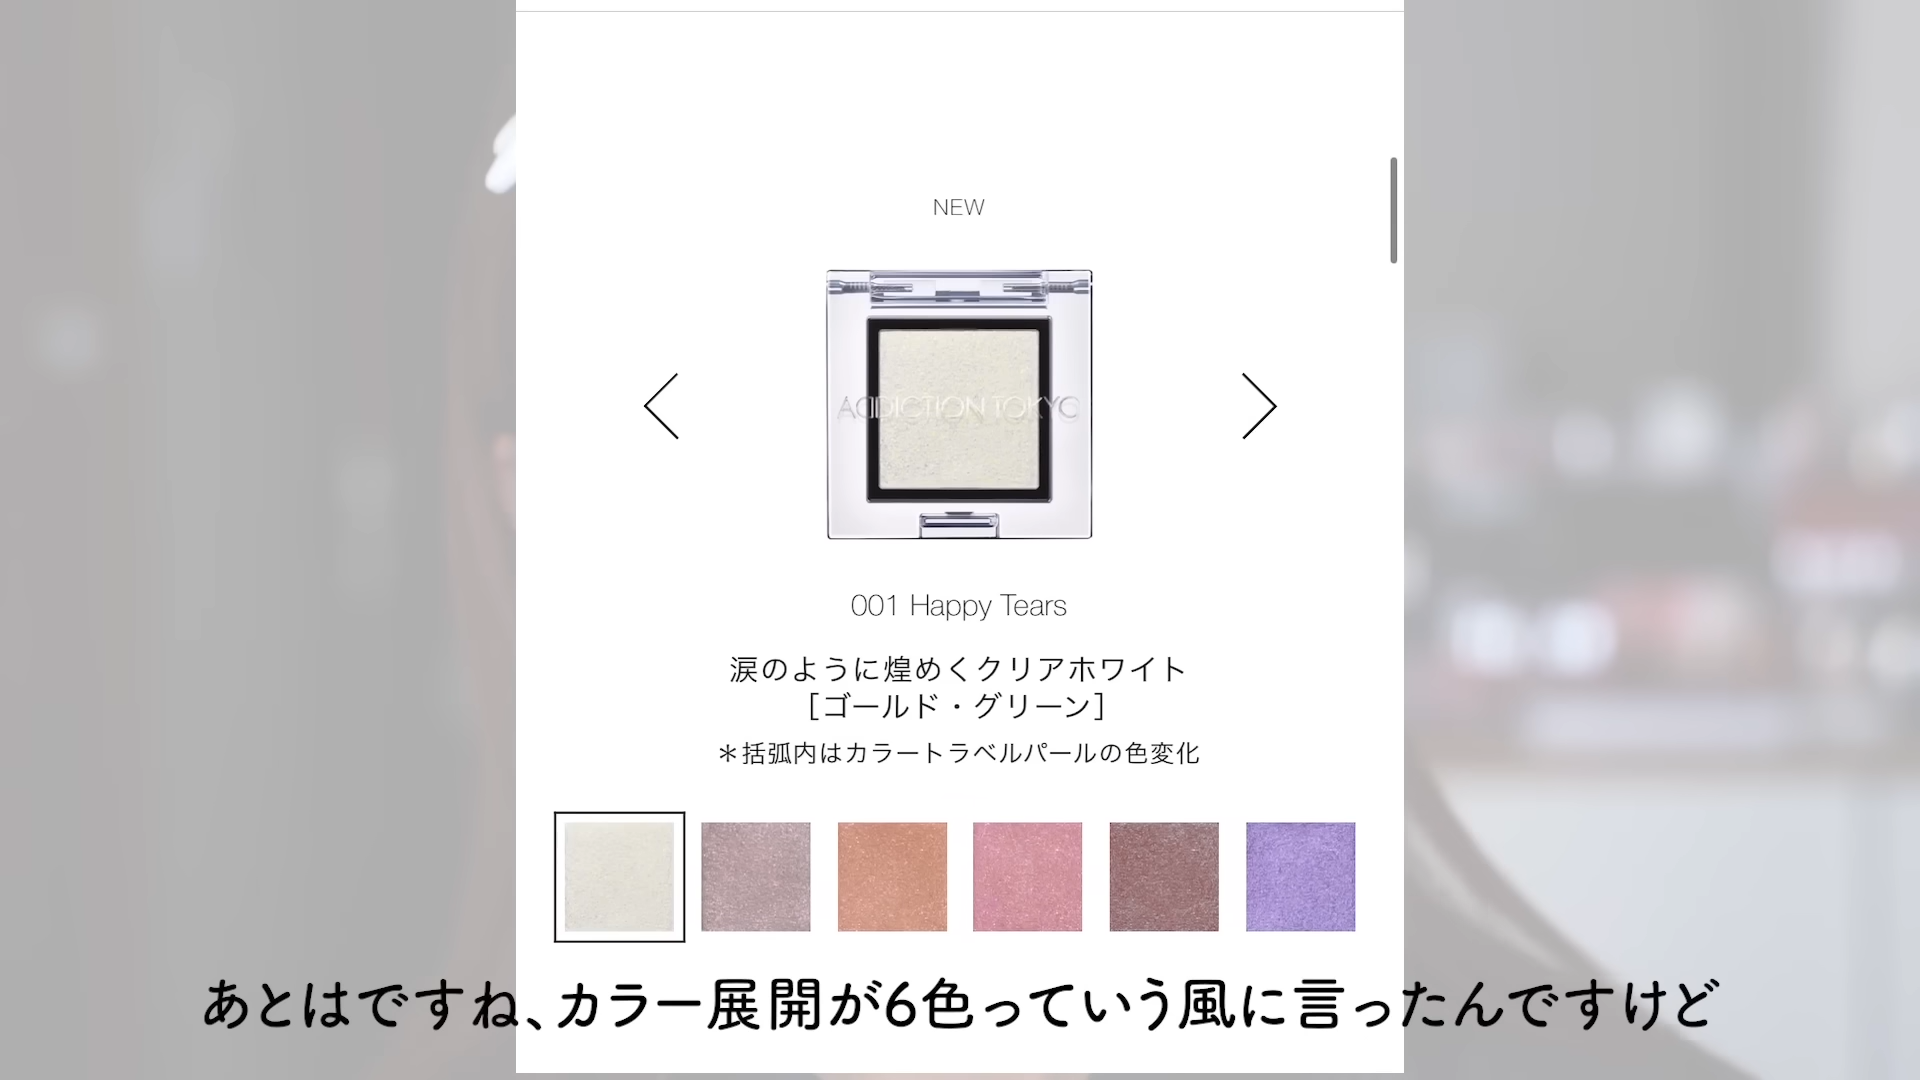 NEW
ADDICTION TOKYO
001 Happy Tears
涙のように煌めくクリアホワイト
［ゴールド・グリーン］
＊括弧内はカラートラベルパールの色変化
あとはですね、カラー展開が6色っていう風に言ったんですけど